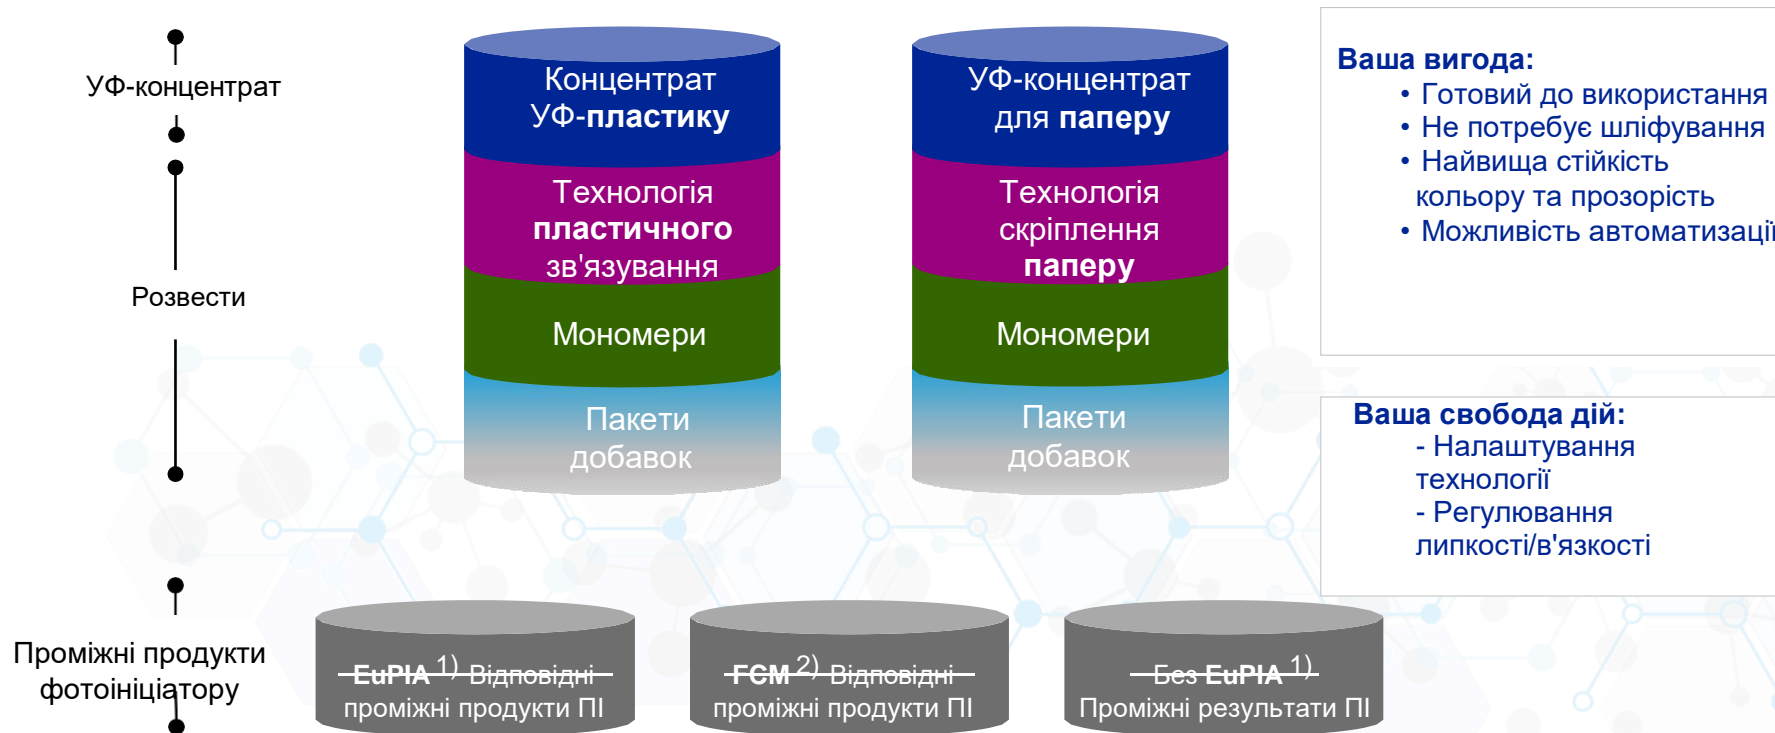 УФ-концентрат
Розвести
Проміжні продукти
фотоініціатору
Концентрат
УФ-пластику
Технологія
пластичного
зв'язування
Мономери
Пакети
добавок
УФ-концентрат
для паперу
Технологія
скріплення
паперу
Мономери
Пакети
добавок
EuPIA 1) Відповідні
проміжні продукти ПІ
FCM 2) Відповідні
проміжні продукти ПІ
Без EuPIA 1)
Проміжні результати ПІ
Ваша вигода:
• Готовий до використання
• Не потребує шліфування
• Найвища стійкість
кольору та прозорість
• Можливість автоматизації
Ваша свобода дій:
- Налаштування
технології
- Регулювання
липкості/в'язкості